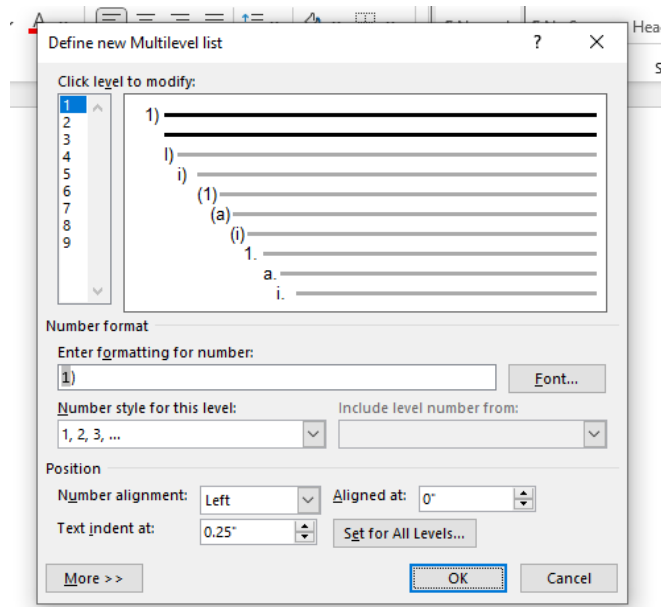 Define new Multilevel list ? ×
Hea
Click level to modify:
1
2
3
4
5
6
7
8
9
1)
I)
i)
(1)
(a)
(i)
1.
a.
i.
Number format
Enter formatting for number:
1)
Font...
Number style for this level: Include level number from:
1, 2, 3, ...
Position
Number alignment: Left Aligned at: 0"
Text indent at: 0.25" Set for All Levels...
More >> OK Cancel